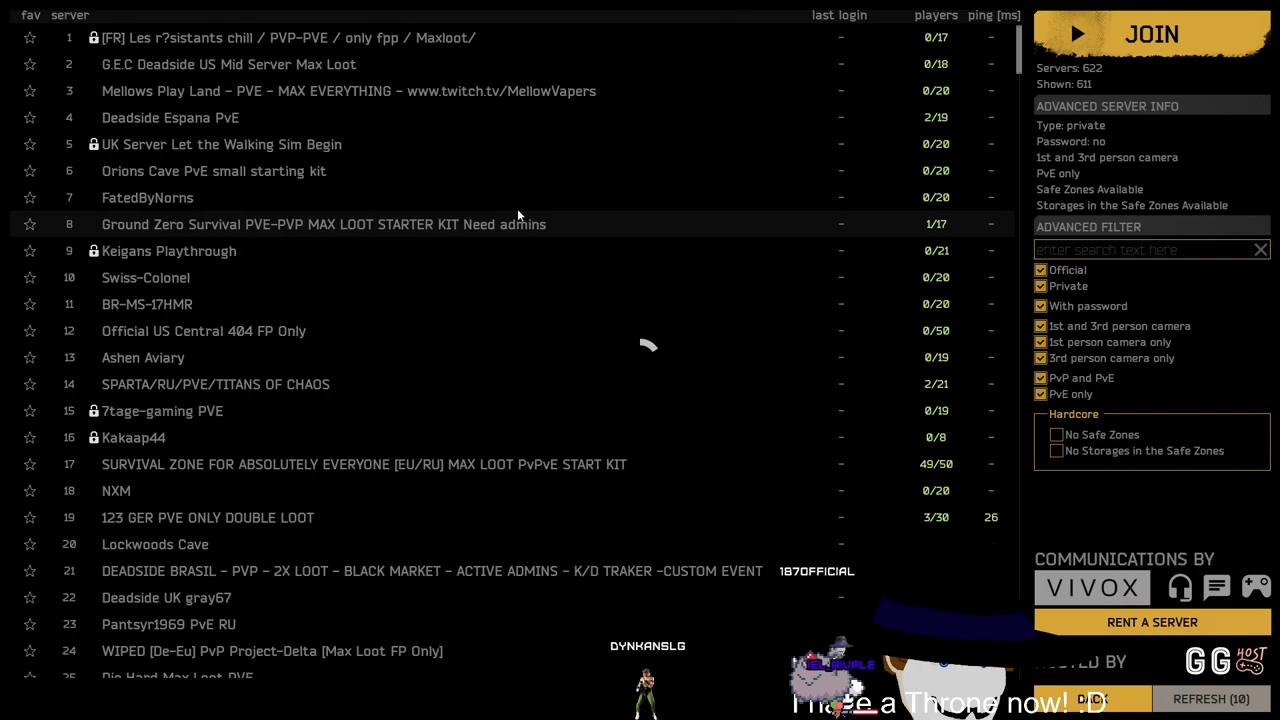 fav server last login players ping [ms]
1 [FR] Les r?sistants chill / PVP-PVE / only fpp / Maxloot/ - 0/17 -
2 G.E.C Deadside US Mid Server Max Loot - 0/18 -
3 Mellows Play Land - PVE - MAX EVERYTHING - www.twitch.tv/MellowVapers - 0/20 -
4 Deadside Espana PvE - 2/19 -
5 UK Server Let the Walking Sim Begin - 0/20 -
6 Orions Cave PvE small starting kit - 0/20 -
7 FatedByNorns - 0/20 -
8 Ground Zero Survival PVE-PVP MAX LOOT STARTER KIT Need admins - 1/17 -
9 Keigans Playthrough - 0/21 -
10 Swiss-Colonel - 0/20 -
11 BR-MS-17HMR - 0/20 -
12 Official US Central 404 FP Only - 0/50 -
13 Ashen Aviary - 0/19 -
14 SPARTA/RU/PVE/TITANS OF CHAOS - 2/21 -
15 7tage-gaming PVE - 0/19 -
16 Kakaap44 - 0/8 -
17 SURVIVAL ZONE FOR ABSOLUTELY EVERYONE [EU/RU] MAX LOOT PvPvE START KIT - 49/50 -
18 NXM - 0/20 -
19 123 GER PVE ONLY DOUBLE LOOT - 3/30 26
20 Lockwoods Cave -
21 DEADSIDE BRASIL - PVP - 2X LOOT - BLACK MARKET - ACTIVE ADMINS - K/D TRAKER -CUSTOM EVENT
187OFFICIAL
22 Deadside UK gray67 -
23 Pantsyr1969 PvE RU -
24 WIPED [De-Eu] PvP Project-Delta [Max Loot FP Only]
25 Die Hard Max Loot PVE
DYNKANSLG
JOIN
Servers: 622
Shown: 611
ADVANCED SERVER INFO
Type: private
Password: no
1st and 3rd person camera
PvE only
Safe Zones Available
Storages in the Safe Zones Available
ADVANCED FILTER
enter search text here
Official
Private
With password
1st and 3rd person camera
1st person camera only
3rd person camera only
PvP and PvE
PvE only
Hardcore
No Safe Zones
No Storages in the Safe Zones
COMMUNICATIONS BY
VIVOX
RENT A SERVER
BY
GG HOST
BACK REFRESH (10)
a Throne now! :D